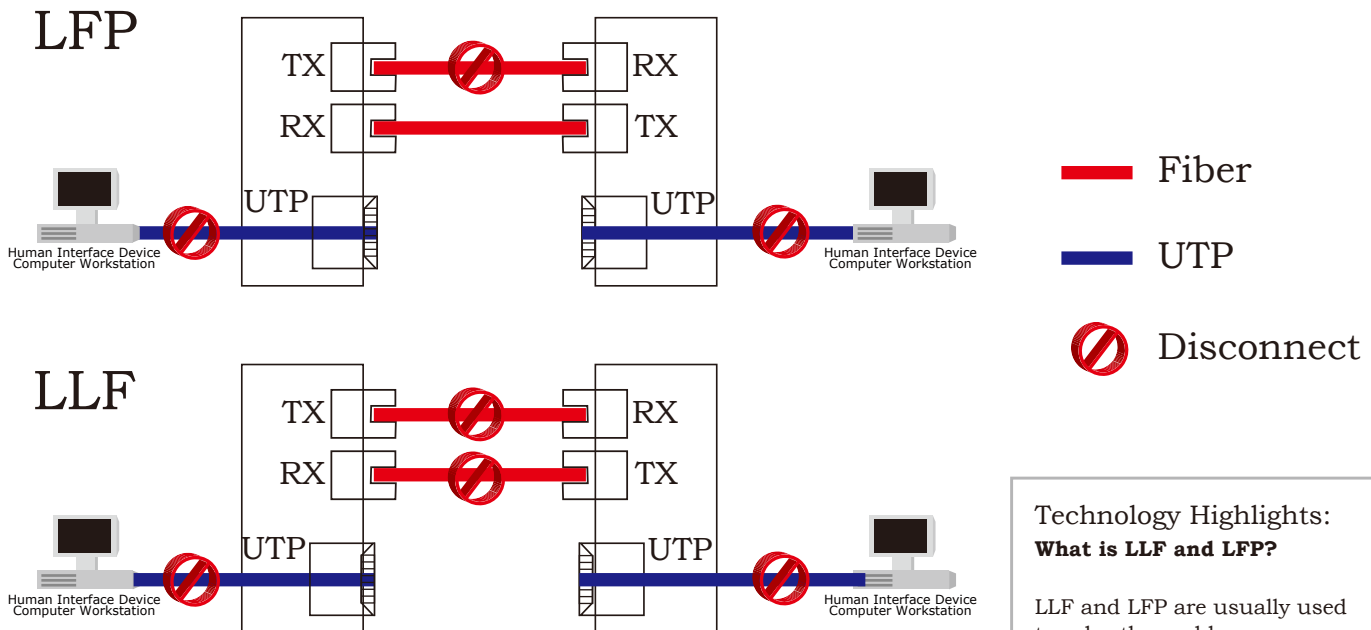 LFP
TX
RX
RX
TX
UTP
UTP
Human Interface Device
Computer Workstation
Human Interface Device
Computer Workstation
Fiber
UTP
Disconnect
LLF
TX
RX
RX
TX
UTP
UTP
Human Interface Device
Computer Workstation
Human Interface Device
Computer Workstation
Technology Highlights:
What is LLF and LFP?
LLF and LFP are usually used